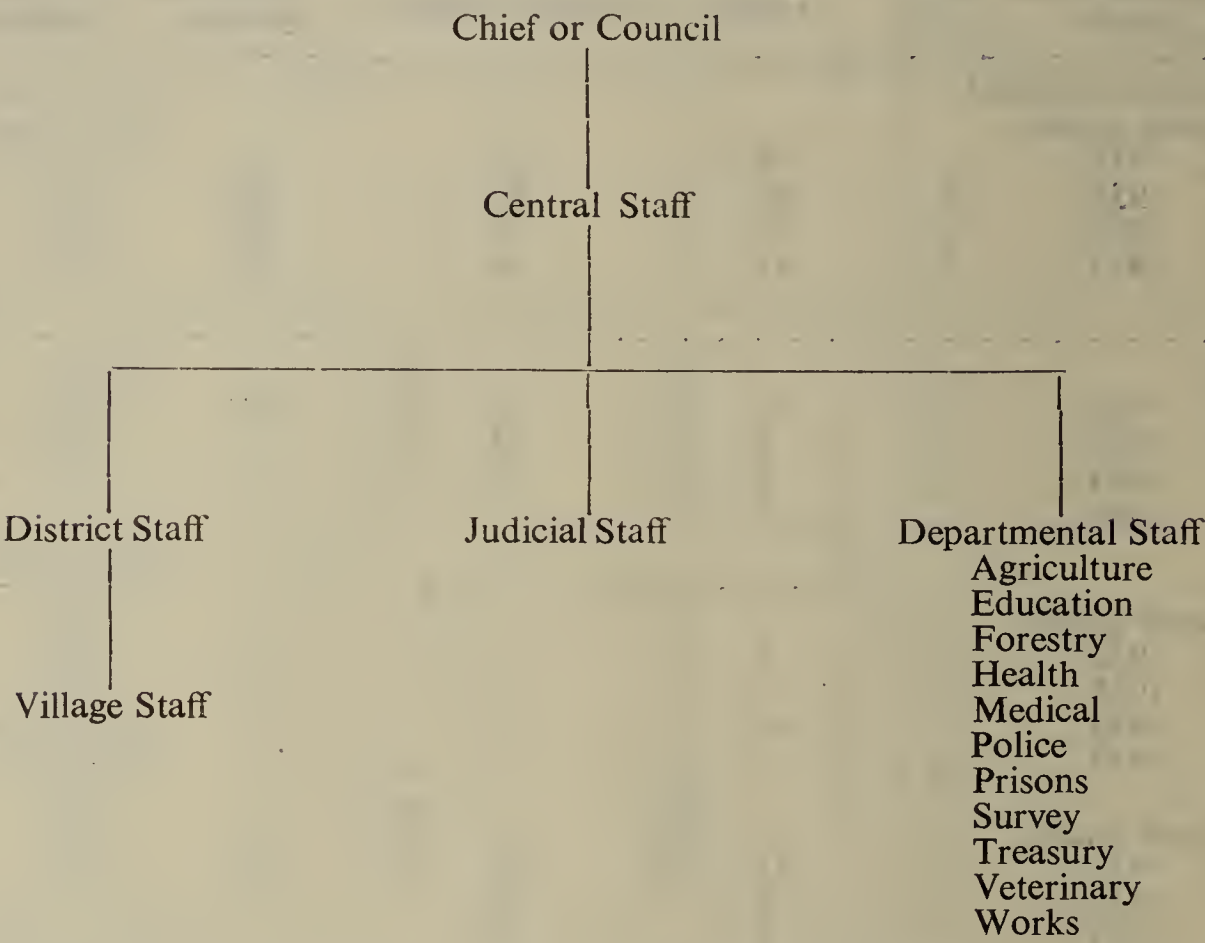 Chief or Council
Central Staff
District Staff
Judicial Staff
Departmental Staff
Agriculture
Education
Forestry
Health
Medical
Police
Prisons
Survey
Treasury
Veterinary
Works
Village Staff